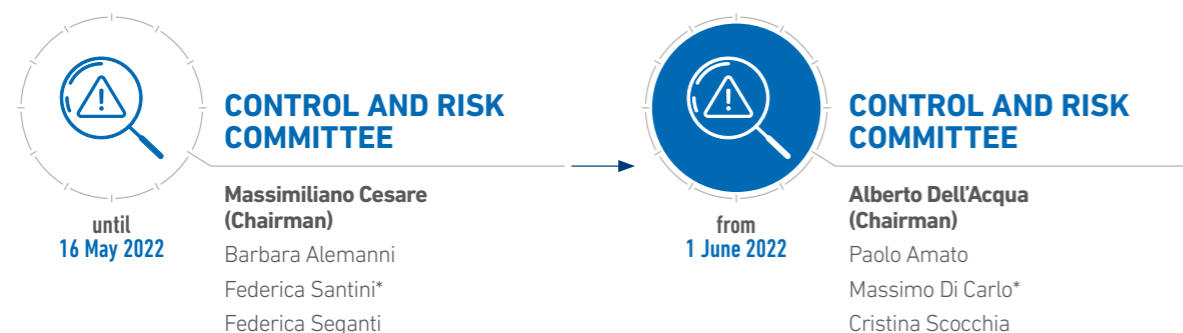 CONTROL AND RISK
COMMITTEE
until
16 May 2022
Massimiliano Cesare
(Chairman)
Barbara Alemanni
Federica Santini*
Federica Seganti
CONTROL AND RISK
COMMITTEE
from
1 June 2022
Alberto Dell’Acqua
(Chairman)
Paolo Amato
Massimo Di Carlo*
Cristina Scocchia